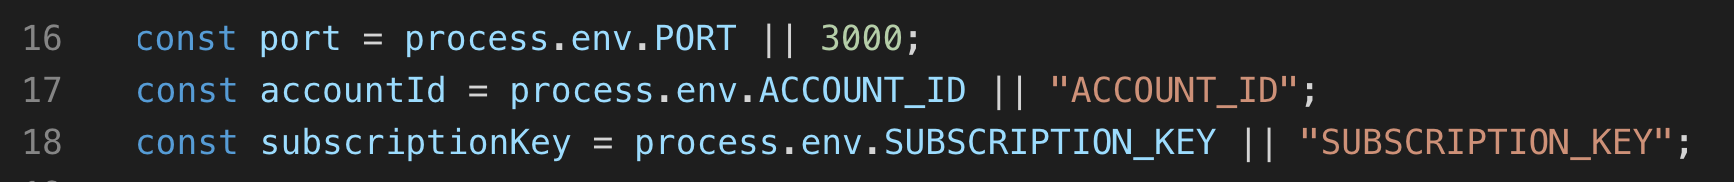 16 const port = process.env.PORT || 3000;
17 const accountId = process.env.ACCOUNT_ID || "ACCOUNT_ID";
18 const subscriptionKey = process.env.SUBSCRIPTION_KEY || "SUBSCRIPTION_KEY";